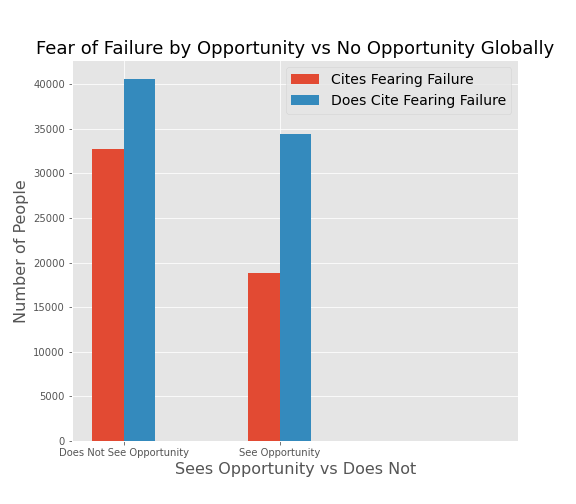 Fear of Failure by Opportunity vs No Opportunity Globally
Cites Fearing Failure
Does Cite Fearing Failure
Number of People
40000
35000
30000
25000
20000
15000
10000
5000
0
Does Not See Opportunity
See Opportunity
Sees Opportunity vs Does Not